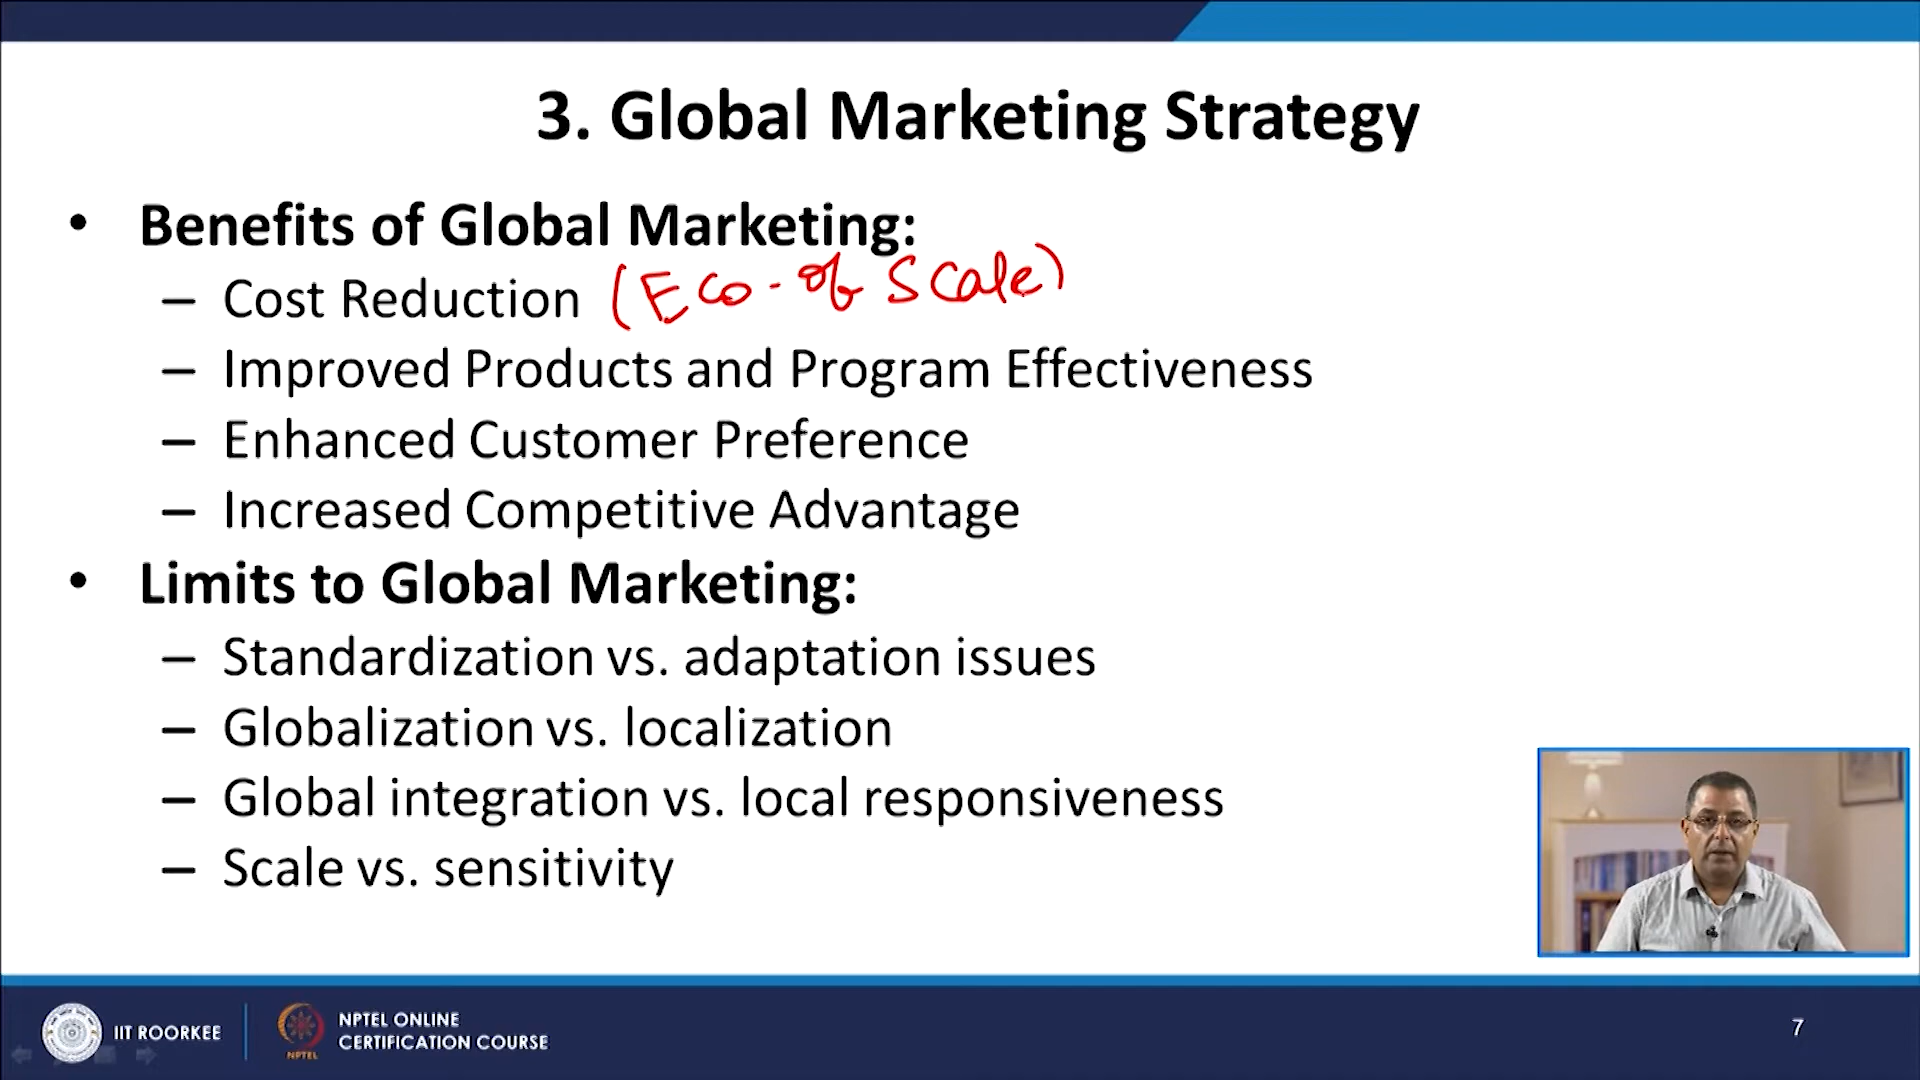 3. Global Marketing Strategy
• Benefits of Global Marketing:
– Cost Reduction (Eco. of Scale)
– Improved Products and Program Effectiveness
– Enhanced Customer Preference
– Increased Competitive Advantage
• Limits to Global Marketing:
– Standardization vs. adaptation issues
– Globalization vs. localization
– Global integration vs. local responsiveness
– Scale vs. sensitivity
IIT ROORKEE
NPTEL
NPTEL ONLINE
CERTIFICATION COURSE
7